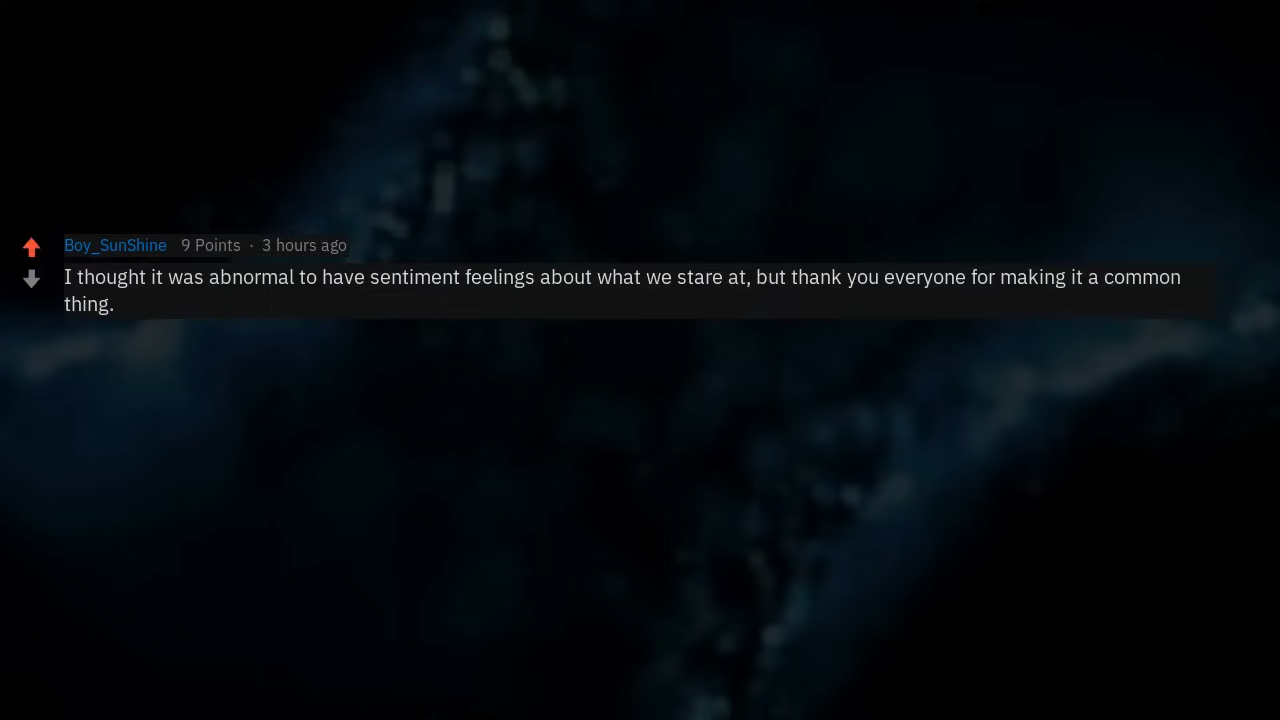 Boy_SunShine 9 Points · 3 hours ago
I thought it was abnormal to have sentiment feelings about what we stare at, but thank you everyone for making it a common
thing.